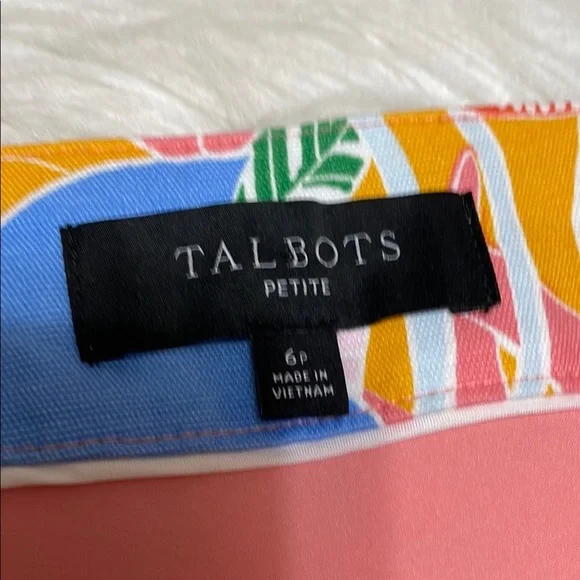 TALBOTS
PETITE
6P
MADE IN
VIETNAM